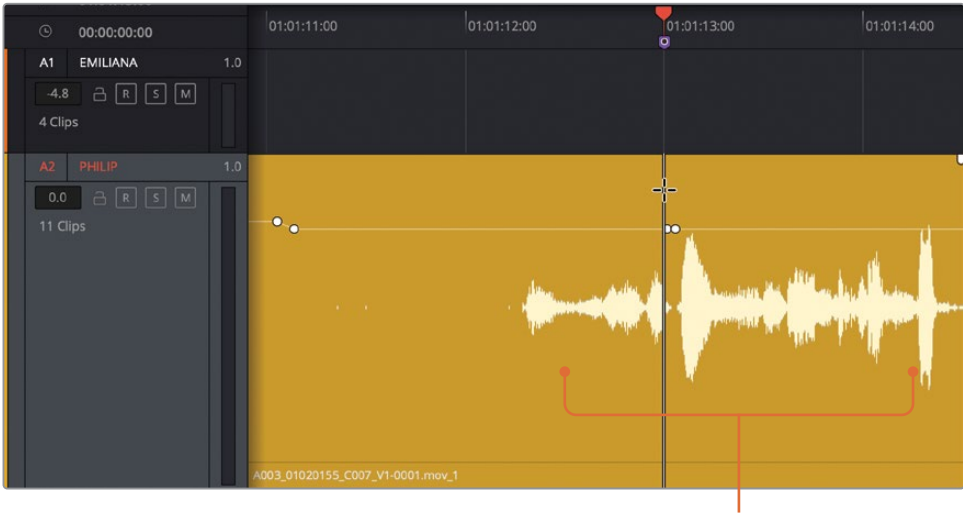 01:01:11:00 01:01:12:00 01:01:13:00 01:01:14:00
00:00:00:00
A1 EMILIANA 1.0
-4.8 R S M
4 Clips
A2 PHILIP 1.0
0.0 R S M
11 Clips
A003_01020155_C007_V1-0001.mov_1